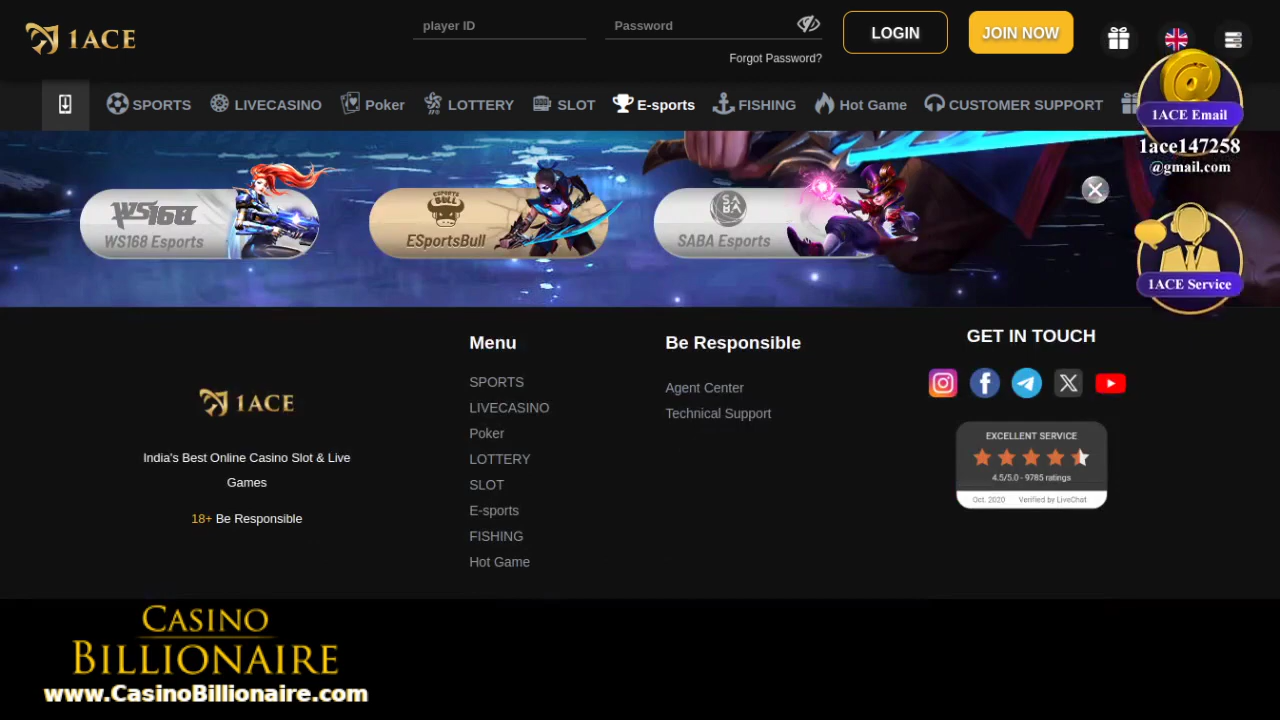 1ACE
player ID
Password
LOGIN
JOIN NOW
Forgot Password?
SPORTS
LIVECASINO
Poker
LOTTERY
SLOT
E-sports
FISHING
Hot Game
CUSTOMER SUPPORT
1ACE Email
1ace147258
@gmail.com
WS168
WS168 Esports
ESPORTS
BULL
ESportsBull
SABA
SABA Esports
1ACE Service
1ACE
India's Best Online Casino Slot & Live
Games
18+ Be Responsible
Menu
SPORTS
LIVECASINO
Poker
LOTTERY
SLOT
E-sports
FISHING
Hot Game
Be Responsible
Agent Center
Technical Support
GET IN TOUCH
EXCELLENT SERVICE
4.5/5.0 - 9785 ratings
Oct. 2020 Verified by LiveChat
CASINO
BILLIONAIRE
www.CasinoBillionaire.com